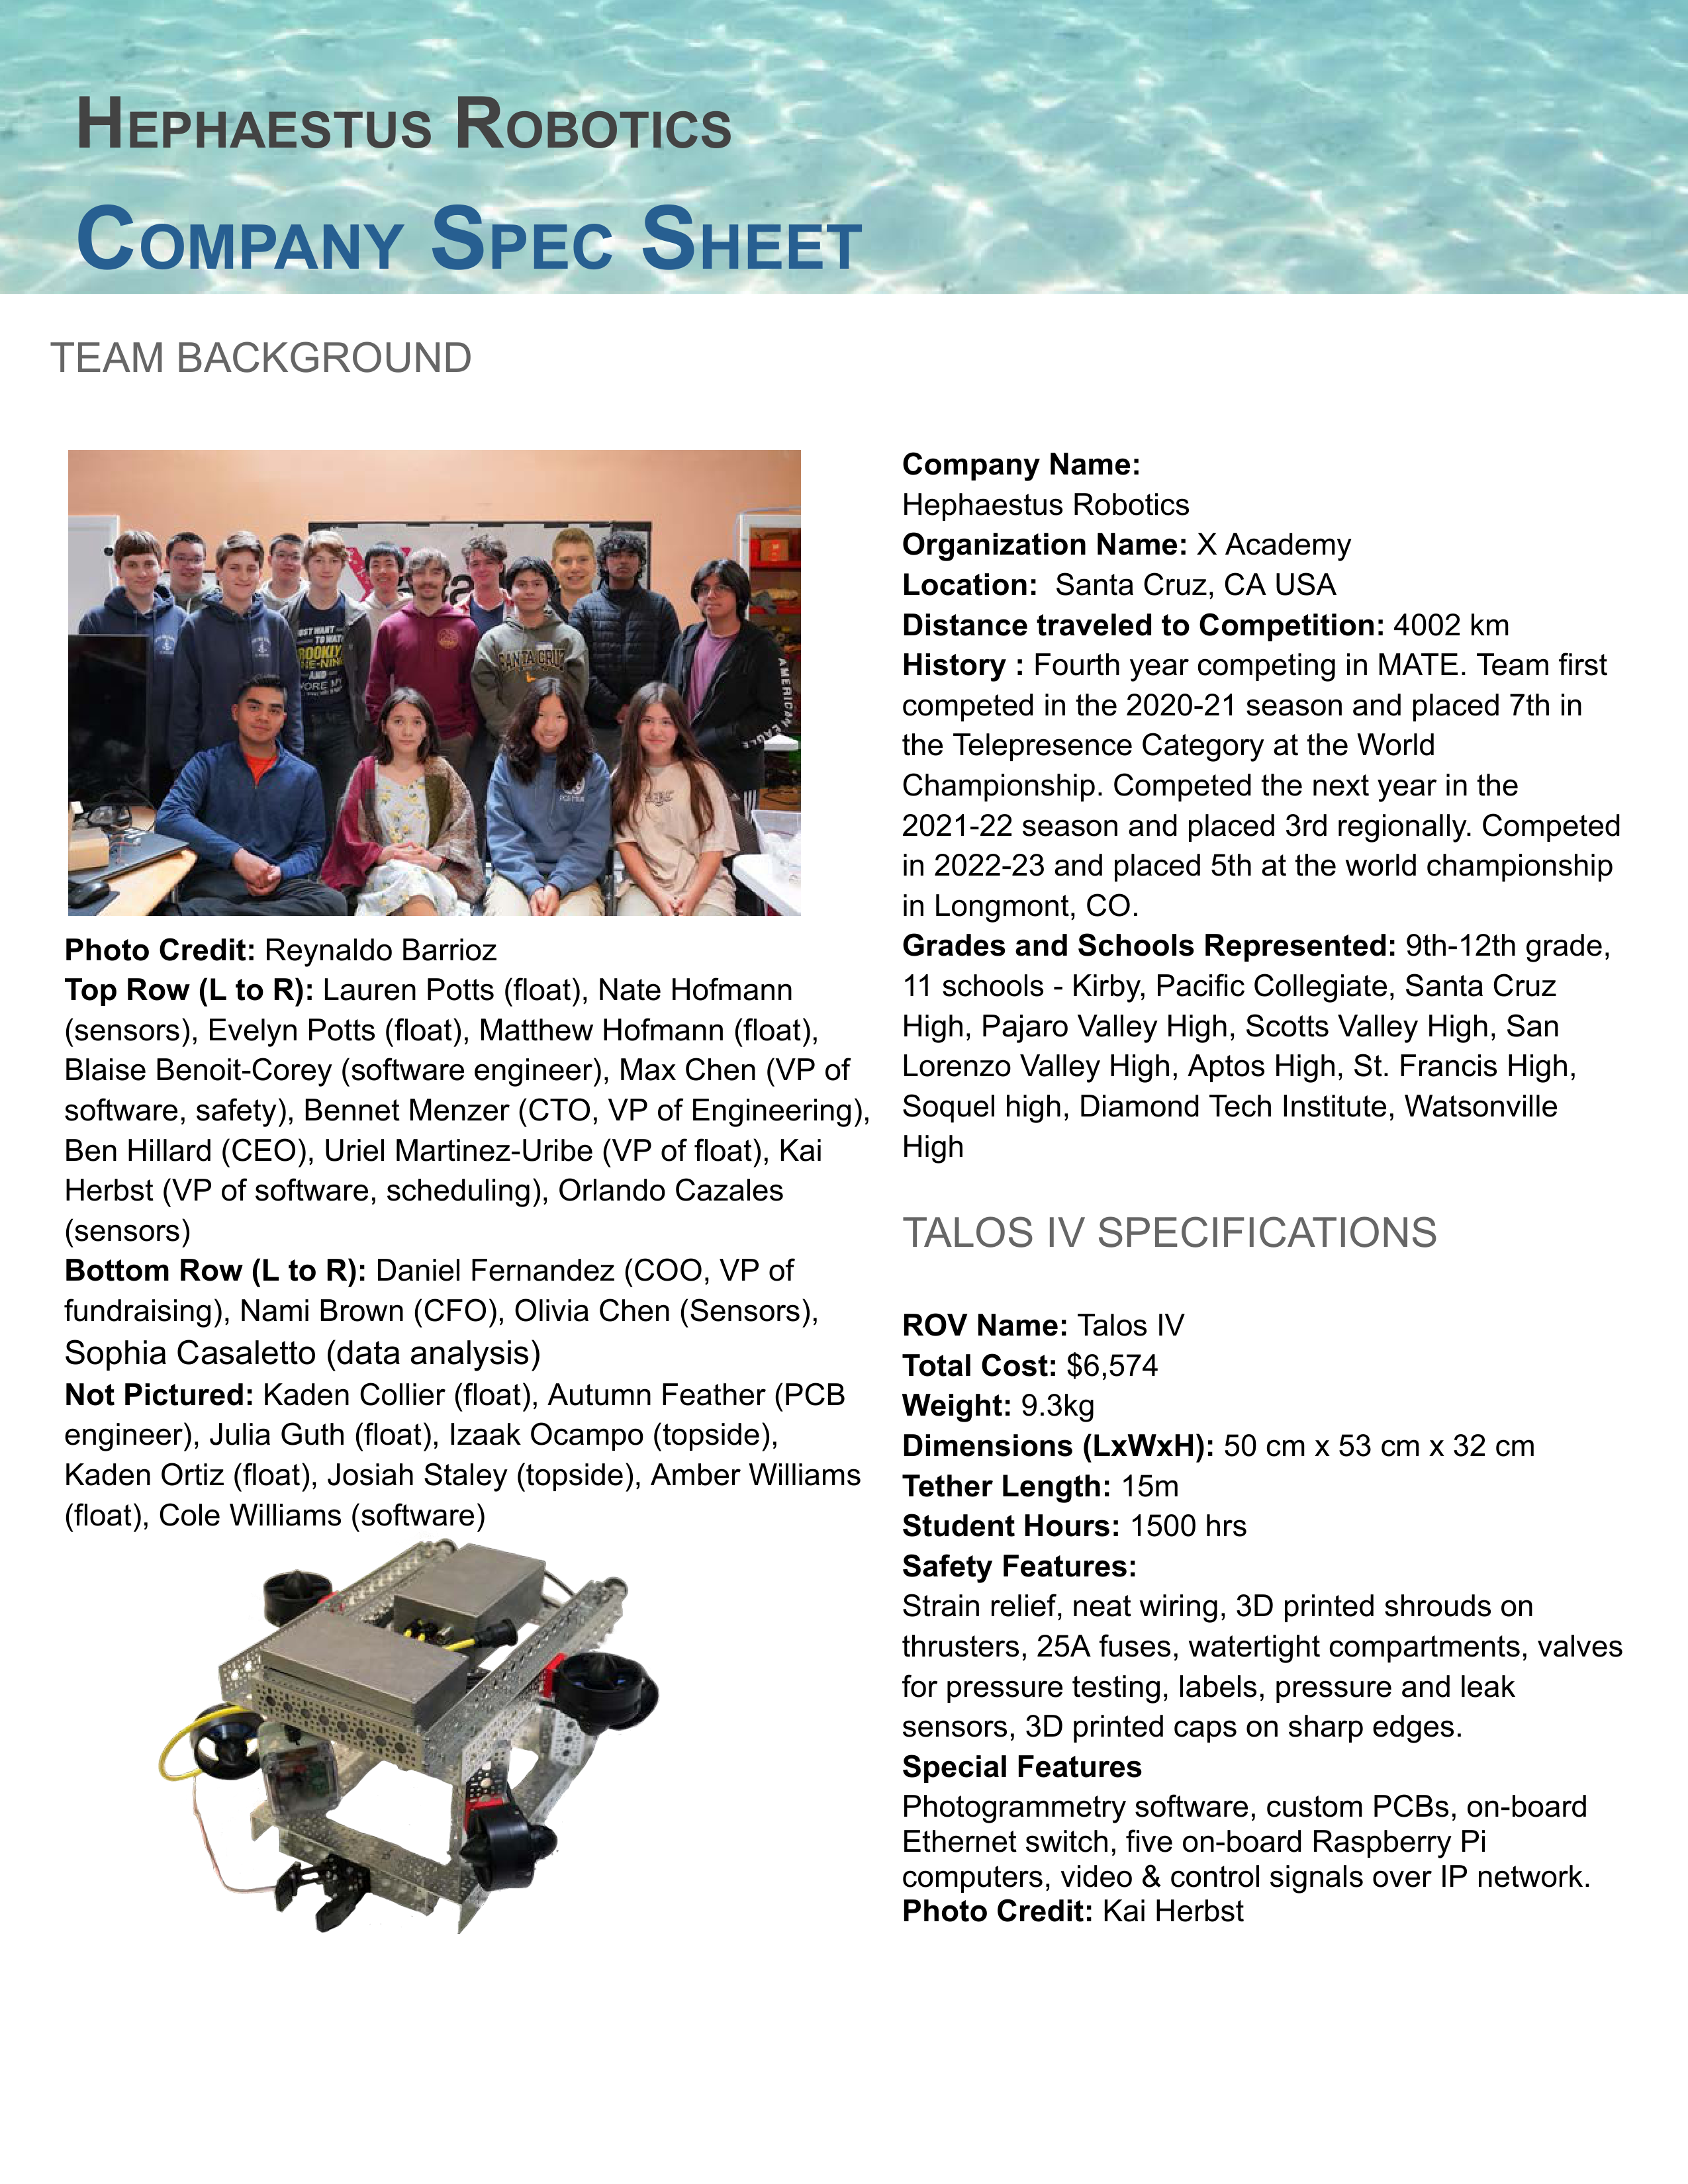 HEPHAESTUS ROBOTICS
COMPANY SPEC SHEET
TEAM BACKGROUND
JUST WANT
TO WATCH
BROOKLYN
NINE-NINE
AND
SANTA CRUZ
AMERICAN EAGLE
Photo Credit: Reynaldo Barrioz
Top Row (L to R): Lauren Potts (float), Nate Hofmann
(sensors), Evelyn Potts (float), Matthew Hofmann (float),
Blaise Benoit-Corey (software engineer), Max Chen (VP of
software, safety), Bennet Menzer (CTO, VP of Engineering),
Ben Hillard (CEO), Uriel Martinez-Uribe (VP of float), Kai
Herbst (VP of software, scheduling), Orlando Cazales
(sensors)
Bottom Row (L to R): Daniel Fernandez (COO, VP of
fundraising), Nami Brown (CFO), Olivia Chen (Sensors),
Sophia Casaletto (data analysis)
Not Pictured: Kaden Collier (float), Autumn Feather (PCB
engineer), Julia Guth (float), Izaak Ocampo (topside),
Kaden Ortiz (float), Josiah Staley (topside), Amber Williams
(float), Cole Williams (software)
Company Name:
Hephaestus Robotics
Organization Name: X Academy
Location: Santa Cruz, CA USA
Distance traveled to Competition: 4002 km
History : Fourth year competing in MATE. Team first
competed in the 2020-21 season and placed 7th in
the Telepresence Category at the World
Championship. Competed the next year in the
2021-22 season and placed 3rd regionally. Competed
in 2022-23 and placed 5th at the world championship
in Longmont, CO.
Grades and Schools Represented: 9th-12th grade,
11 schools - Kirby, Pacific Collegiate, Santa Cruz
High, Pajaro Valley High, Scotts Valley High, San
Lorenzo Valley High, Aptos High, St. Francis High,
Soquel high, Diamond Tech Institute, Watsonville
High
TALOS IV SPECIFICATIONS
ROV Name: Talos IV
Total Cost: $6,574
Weight: 9.3kg
Dimensions (LxWxH): 50 cm x 53 cm x 32 cm
Tether Length: 15m
Student Hours: 1500 hrs
Safety Features:
Strain relief, neat wiring, 3D printed shrouds on
thrusters, 25A fuses, watertight compartments, valves
for pressure testing, labels, pressure and leak
sensors, 3D printed caps on sharp edges.
Special Features
Photogrammetry software, custom PCBs, on-board
Ethernet switch, five on-board Raspberry Pi
computers, video & control signals over IP network.
Photo Credit: Kai Herbst